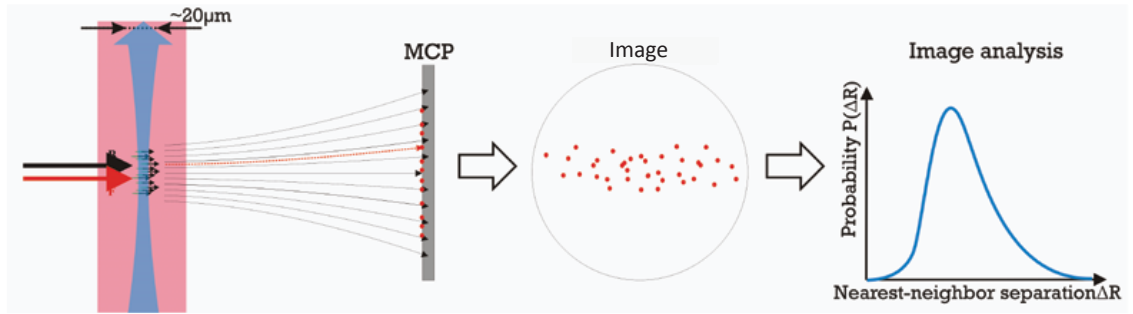 ~20µm
MCP
Image
Image analysis
Probability P(ΔR)
Nearest-neighbor separationΔR